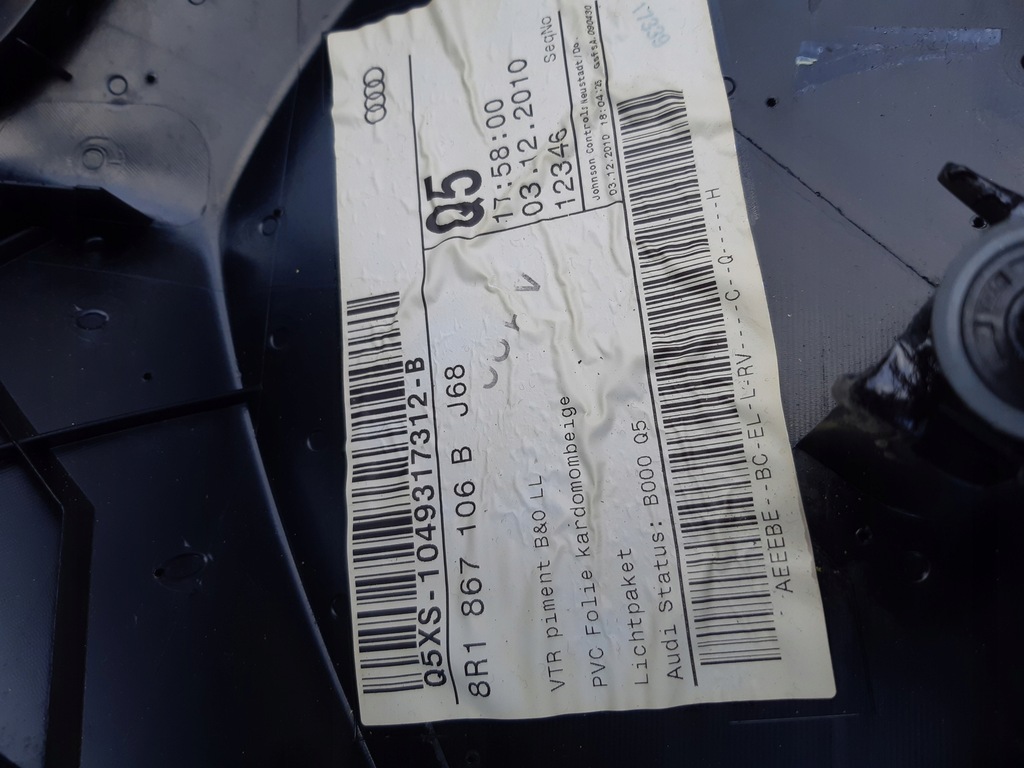 Q5XS-1049317312-B
8R1 867 106 B J68
Q5
17:58:00
03.12.2010
12346 SeqNo
Johnson Controls Neustadt/Do.
03.12.2010 18:04:25
VTR piment B&O LL
PVC Folie kardomombeige
Lichtpaket
Audi Status: B000 Q5
AEEEBE--BC-EL-L-RV----C--Q-----H